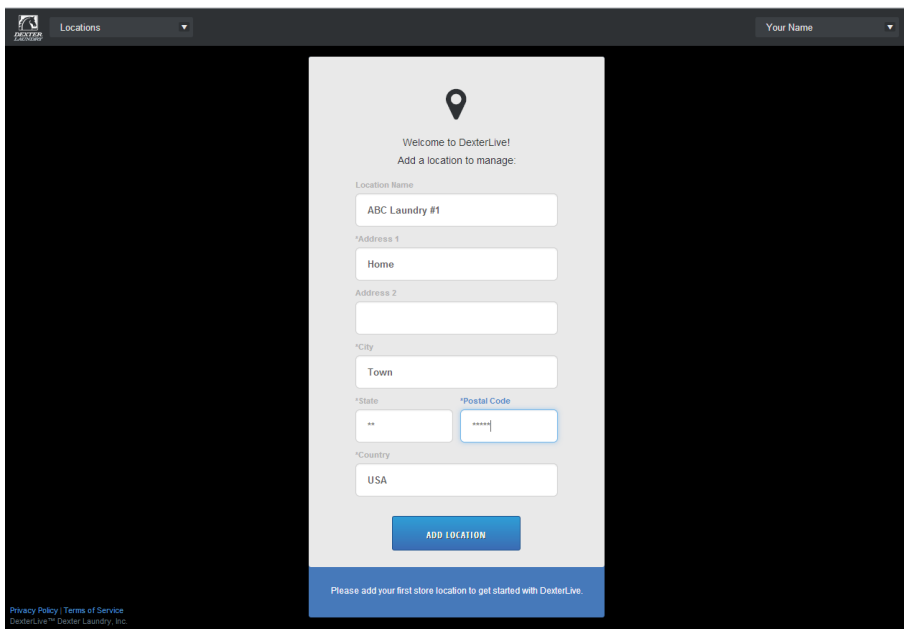 DEXTER
LAUNDRY
Locations
Your Name
Welcome to DexterLive!
Add a location to manage:
Location Name
ABC Laundry #1
*Address 1
Home
Address 2
*City
Town
*State
*Postal Code
**
*****
*Country
USA
ADD LOCATION
Please add your first store location to get started with DexterLive.
Privacy Policy | Terms of Service
DexterLive™ Dexter Laundry, Inc.